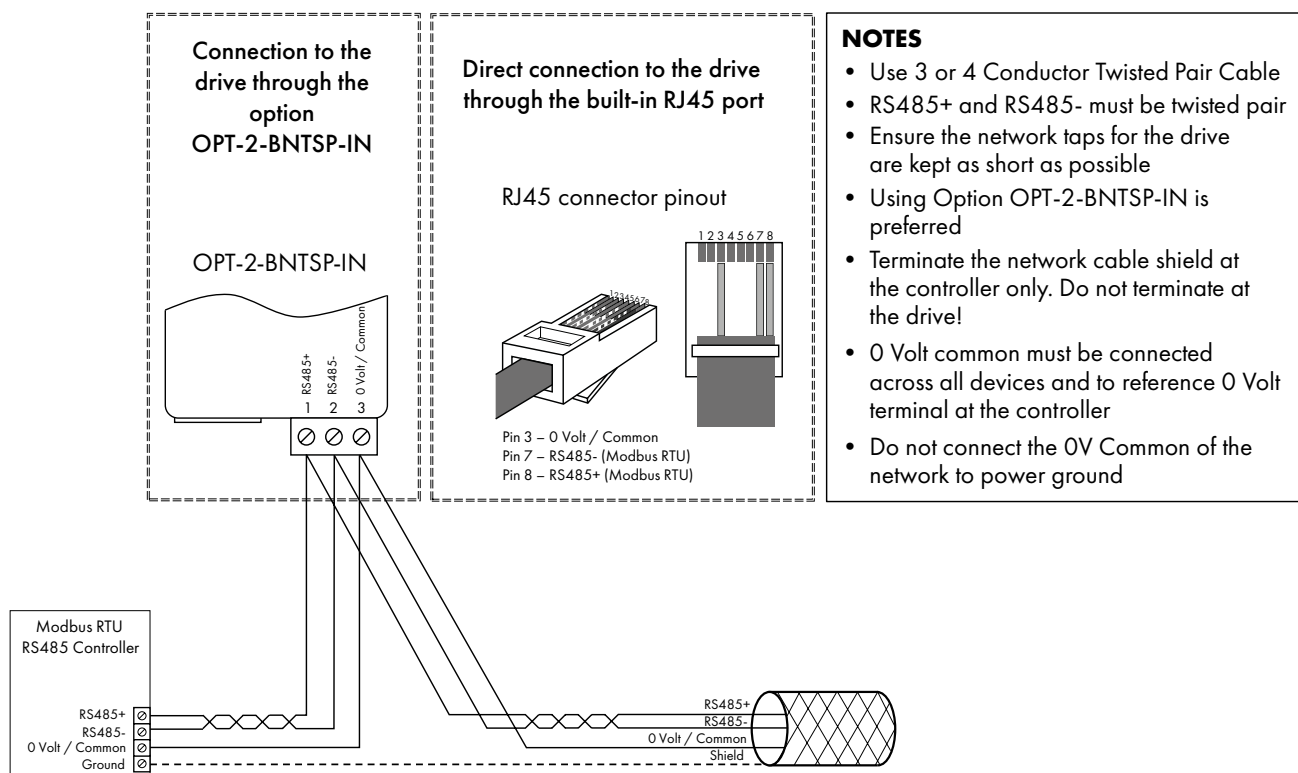 Connection to the
drive through the
option
OPT-2-BNTSP-IN
OPT-2-BNTSP-IN
RS485+
RS485-
0 Volt / Common
1 2 3
Direct connection to the drive
through the built-in RJ45 port
RJ45 connector pinout
1 2 3 4 5 6 7 8
12345678
Pin 3 – 0 Volt / Common
Pin 7 – RS485- (Modbus RTU)
Pin 8 – RS485+ (Modbus RTU)
NOTES
• Use 3 or 4 Conductor Twisted Pair Cable
• RS485+ and RS485- must be twisted pair
• Ensure the network taps for the drive
are kept as short as possible
• Using Option OPT-2-BNTSP-IN is
preferred
• Terminate the network cable shield at
the controller only. Do not terminate at
the drive!
• 0 Volt common must be connected
across all devices and to reference 0 Volt
terminal at the controller
• Do not connect the 0V Common of the
network to power ground
Modbus RTU
RS485 Controller
RS485+
RS485-
0 Volt / Common
Ground
RS485+
RS485-
0 Volt / Common
Shield